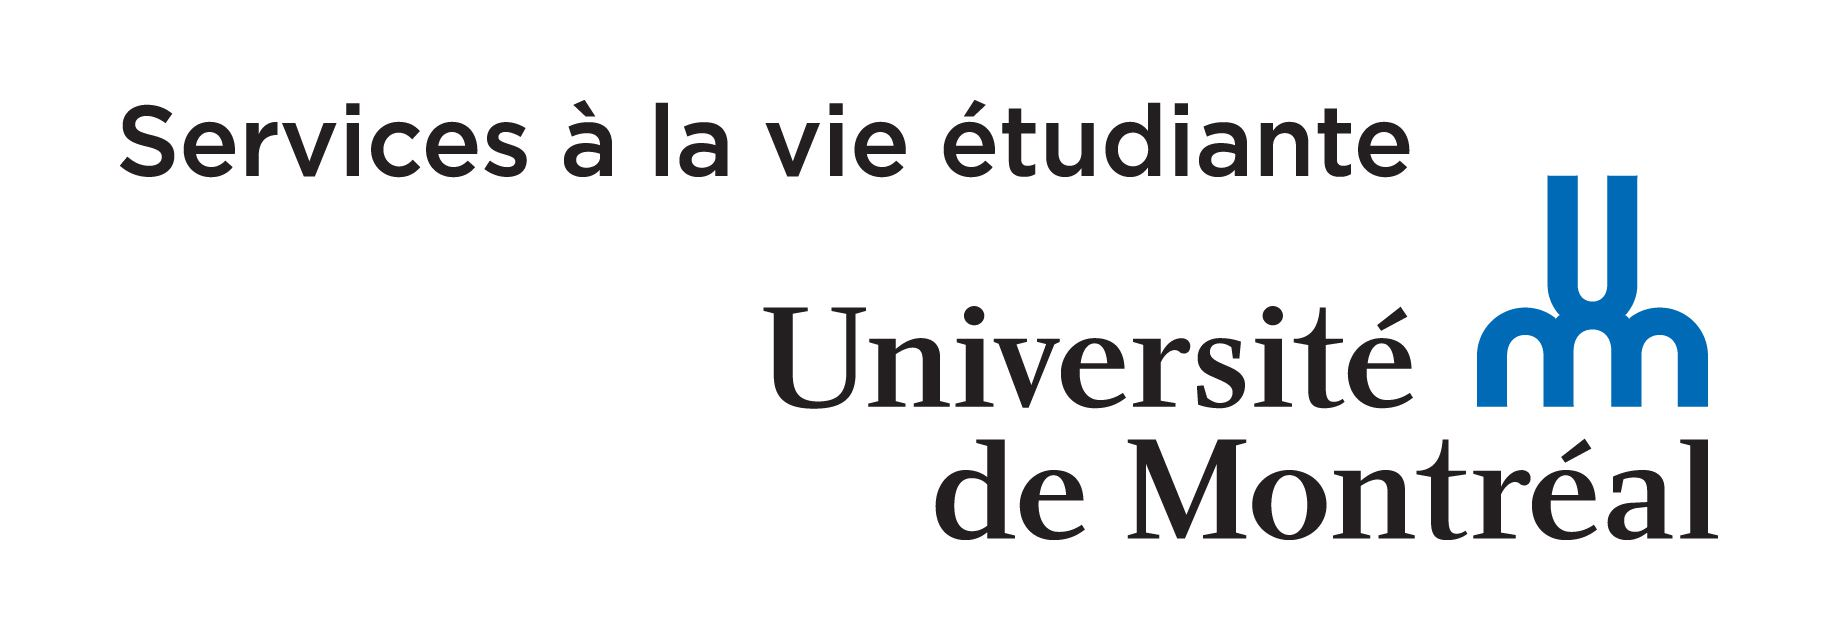 Services à la vie étudiante
Université
de Montréal